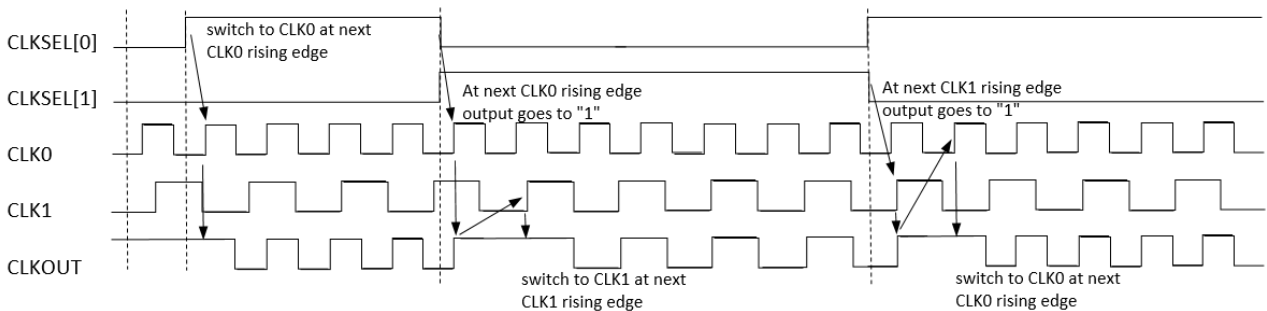 CLKSEL[0]
switch to CLK0 at next
CLK0 rising edge
CLKSEL[1]
At next CLK0 rising edge
output goes to "1"
At next CLK1 rising edge
output goes to "1"
CLK0
CLK1
CLKOUT
switch to CLK1 at next
CLK1 rising edge
switch to CLK0 at next
CLK0 rising edge